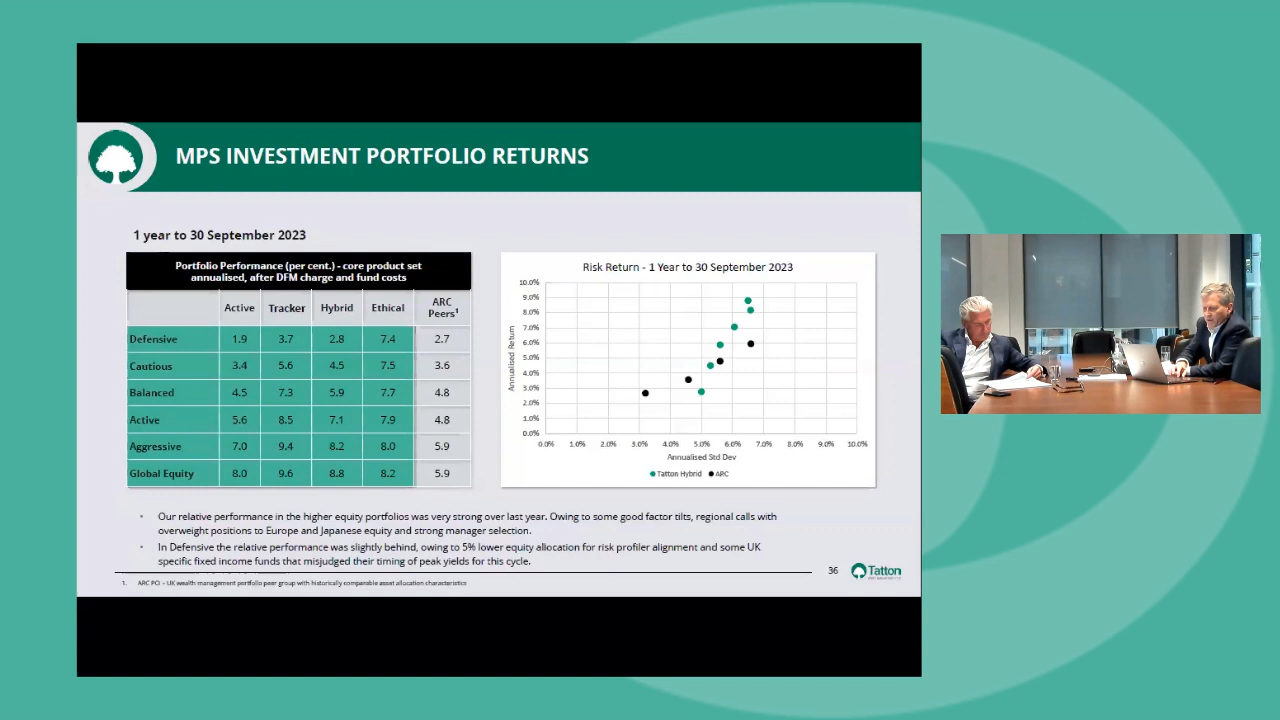 MPS INVESTMENT PORTFOLIO RETURNS
1 year to 30 September 2023
Portfolio Performance (per cent.) - core product set
annualised, after DFM charge and fund costs
Active Tracker Hybrid Ethical ARC Peers¹
Defensive 1.9 3.7 2.8 7.4 2.7
Cautious 3.4 5.6 4.5 7.5 3.6
Balanced 4.5 7.3 5.9 7.7 4.8
Active 5.6 8.5 7.1 7.9 4.8
Aggressive 7.0 9.4 8.2 8.0 5.9
Global Equity 8.0 9.6 8.8 8.2 5.9
Risk Return - 1 Year to 30 September 2023
Annualised Return
10.0%
9.0%
8.0%
7.0%
6.0%
5.0%
4.0%
3.0%
2.0%
1.0%
0.0%
0.0% 1.0% 2.0% 3.0% 4.0% 5.0% 6.0% 7.0% 8.0% 9.0% 10.0%
Annualised Std Dev
Tatton Hybrid ARC
• Our relative performance in the higher equity portfolios was very strong over last year. Owing to some good factor tilts, regional calls with
overweight positions to Europe and Japanese equity and strong manager selection.
• In Defensive the relative performance was slightly behind, owing to 5% lower equity allocation for risk profiler alignment and some UK
specific fixed income funds that misjudged their timing of peak yields for this cycle.
1. ARC PCI – UK wealth management portfolio peer group with historically comparable asset allocation characteristics
36
Tatton